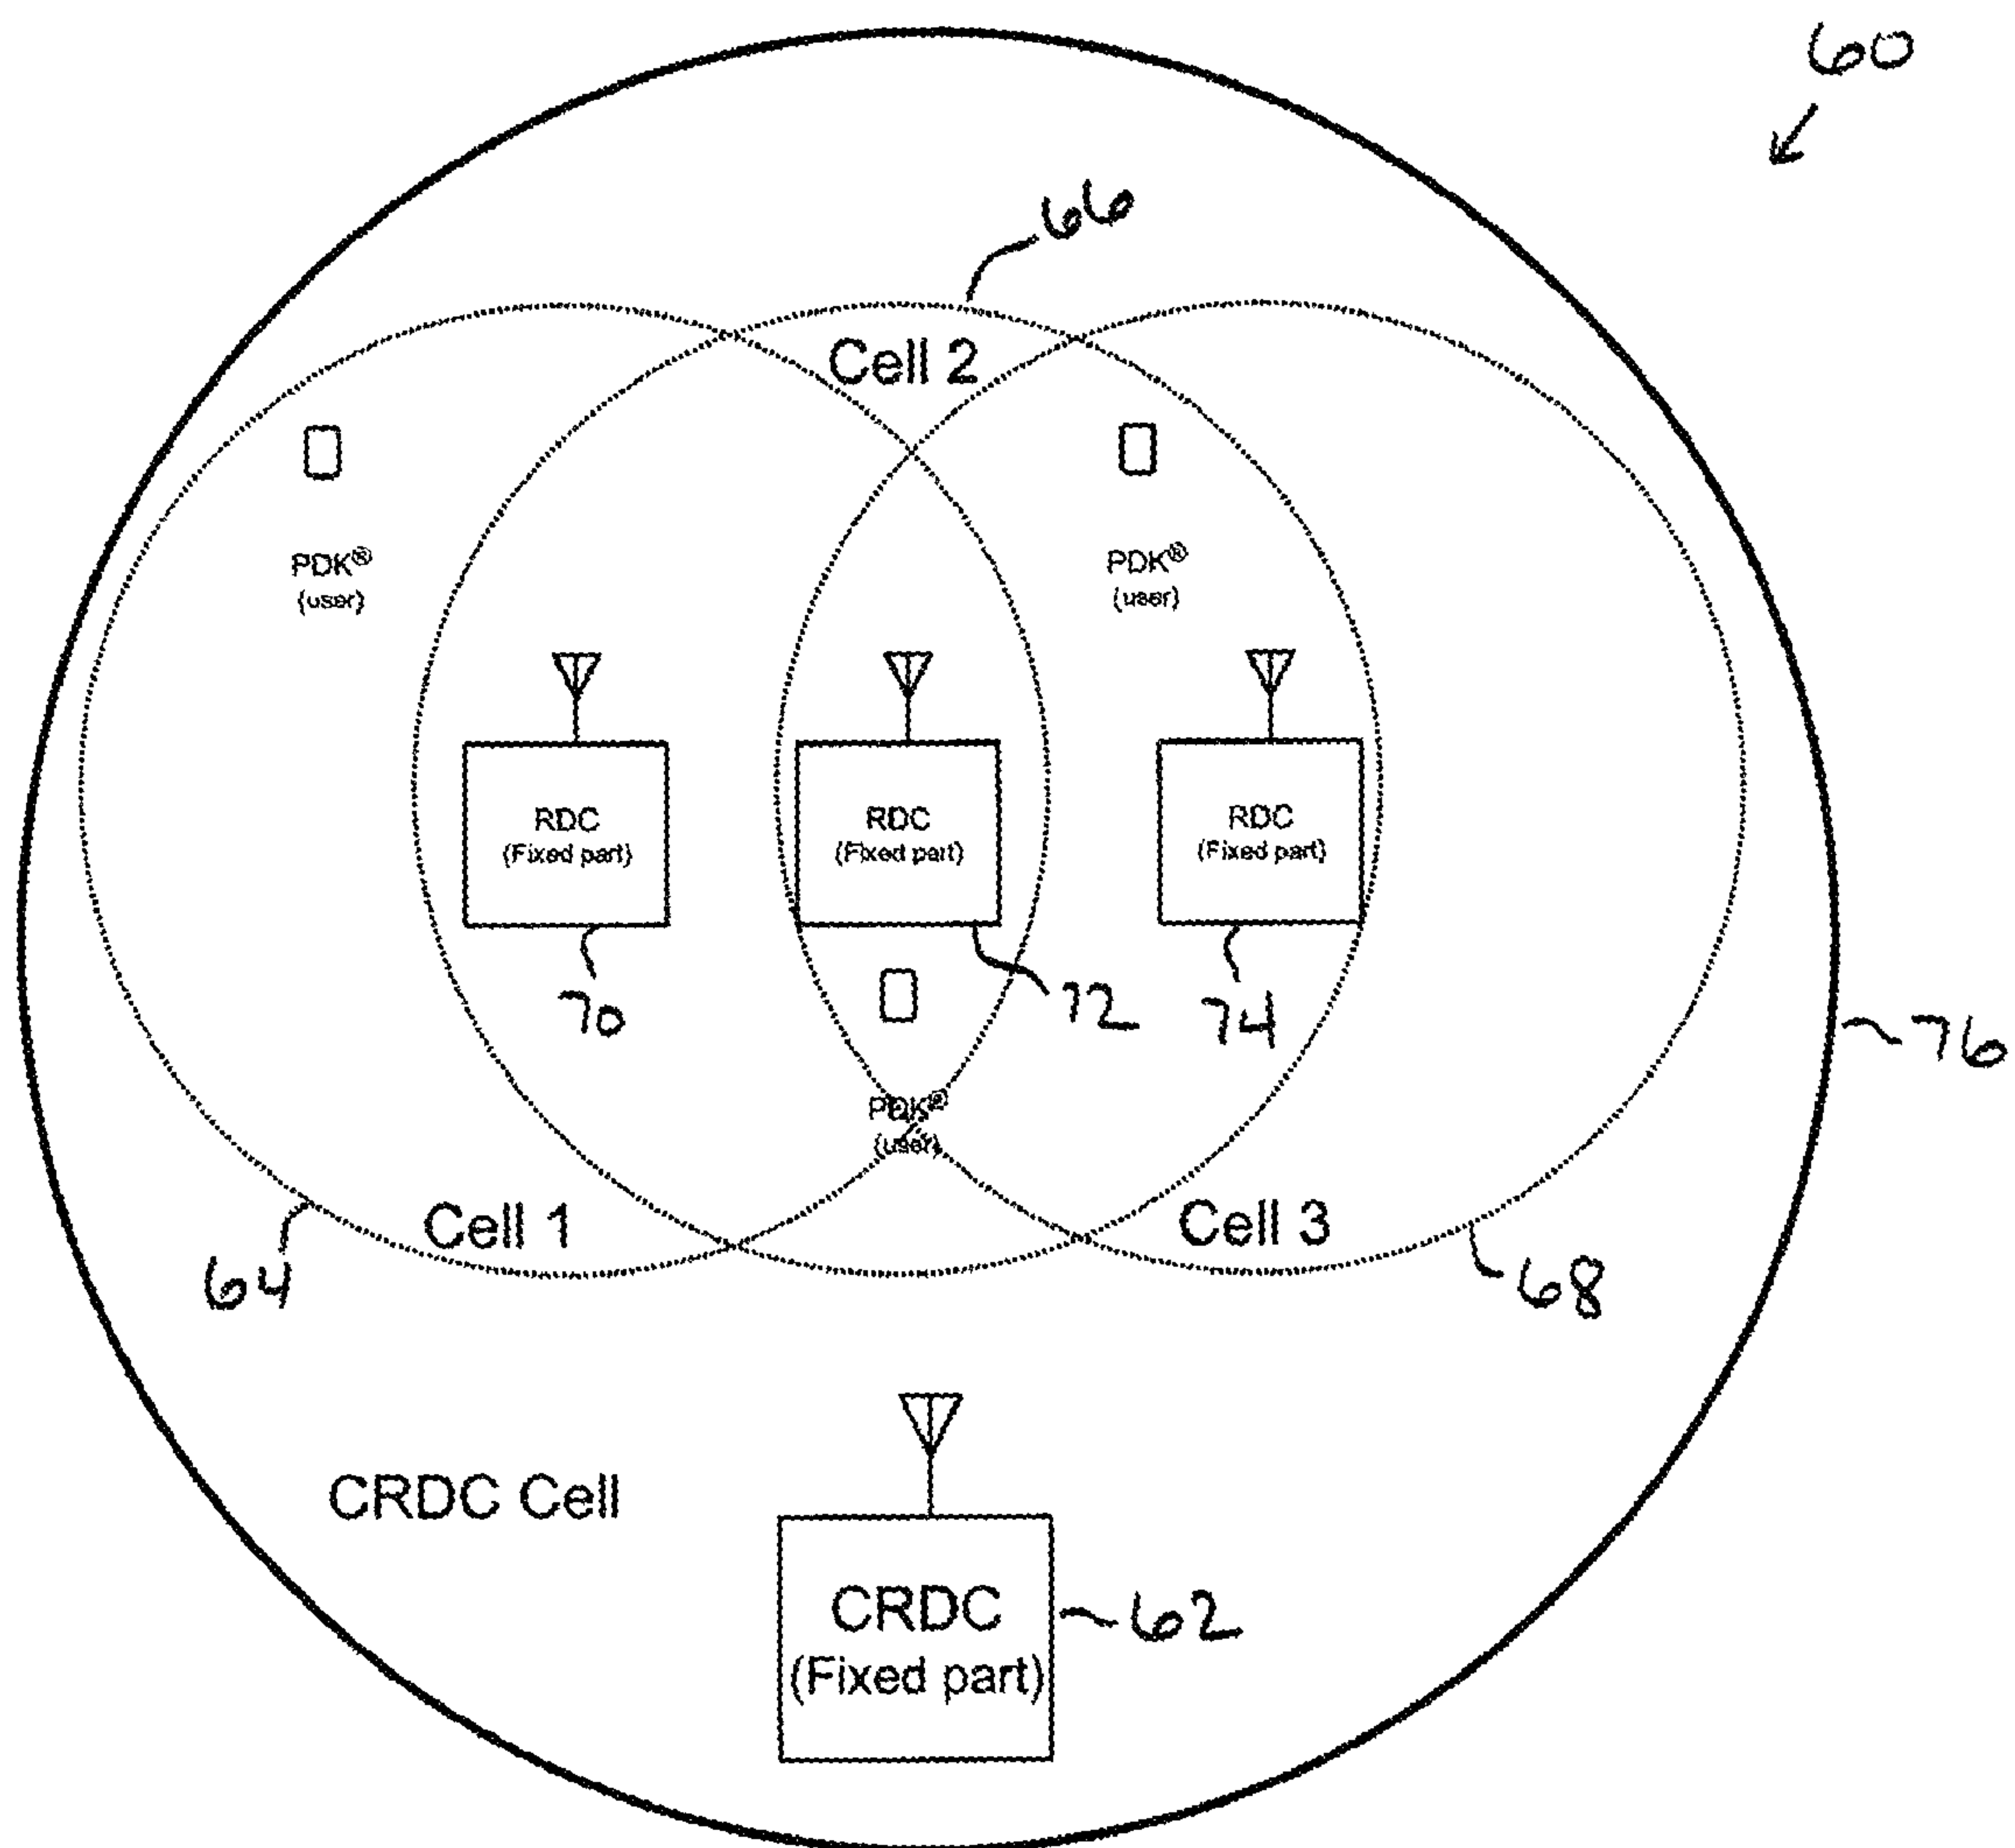 60
66
Cell 2
PDK®
(user)
PDK®
(user)
RDC
(Fixed part)
RDC
(Fixed part)
RDC
(Fixed part)
70
72
74
76
PDK®
(user)
Cell 1
Cell 3
64
68
CRDC Cell
CRDC
(Fixed part)
62